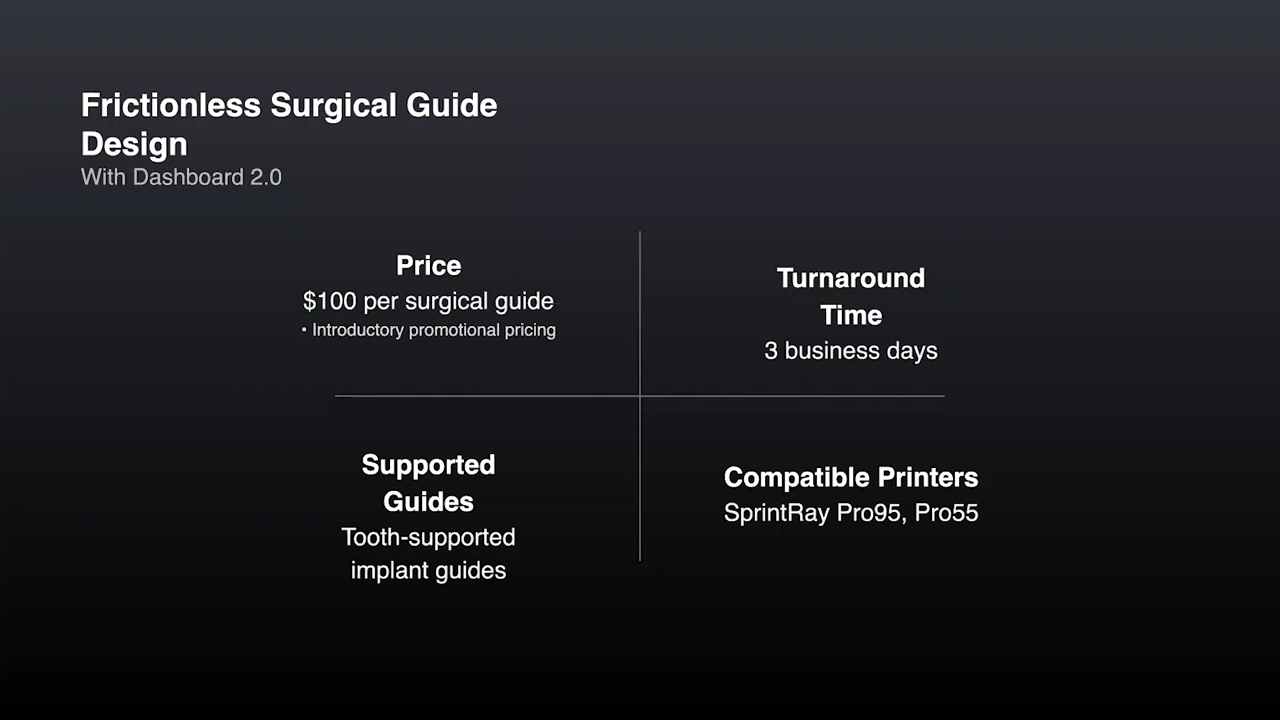 Frictionless Surgical Guide
Design
With Dashboard 2.0
Price
$100 per surgical guide
• Introductory promotional pricing
Turnaround
Time
3 business days
Supported
Guides
Tooth-supported
implant guides
Compatible Printers
SprintRay Pro95, Pro55